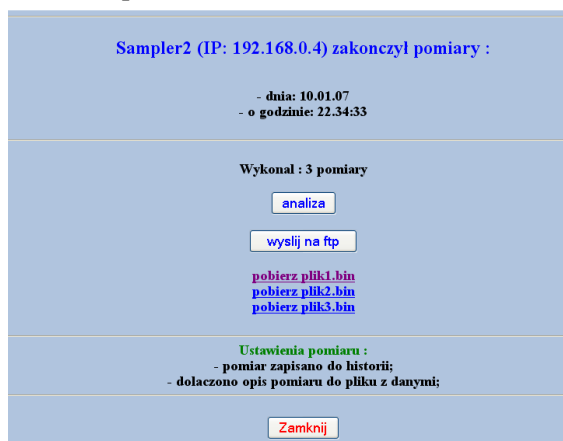 Sampler2 (IP: 192.168.0.4) zakonczył pomiary :
- dnia: 10.01.07
- o godzinie: 22.34:33
Wykonal : 3 pomiary
analiza
wyslij na ftp
pobierz plik1.bin
pobierz plik2.bin
pobierz plik3.bin
Ustawienia pomiaru :
- pomiar zapisano do historii;
- dolaczono opis pomiaru do pliku z danymi;
Zamknij